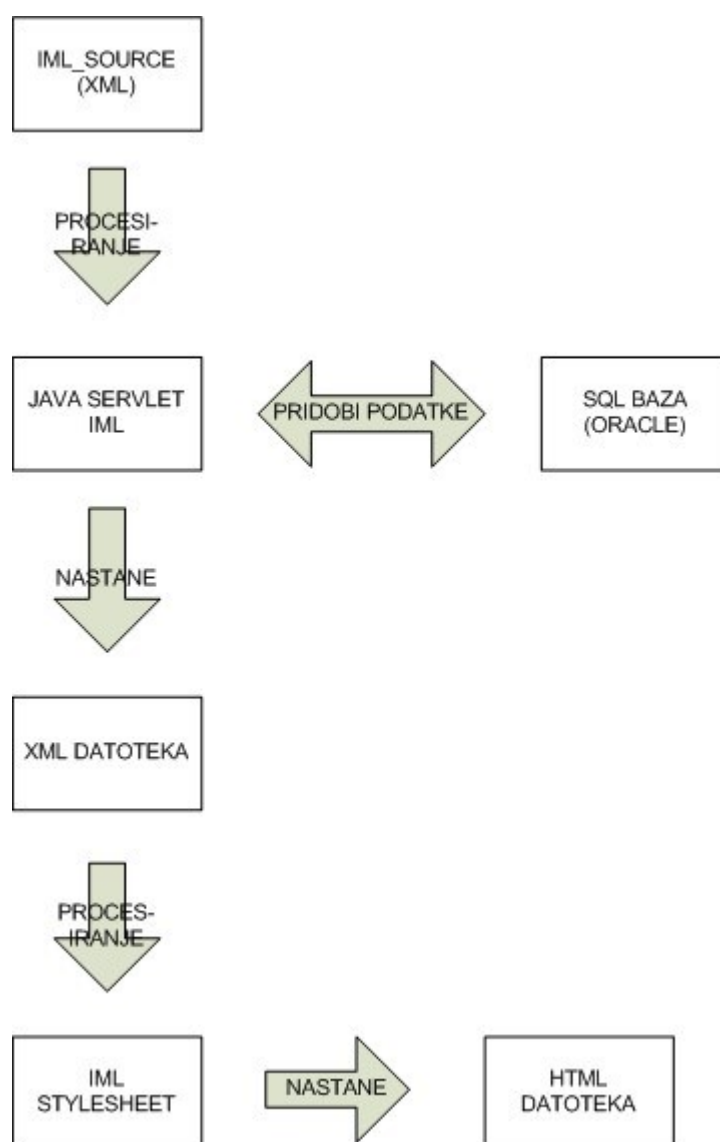 IML_SOURCE
(XML)
PROCESI-
RANJE
JAVA SERVLET
IML
PRIDOBI PODATKE
SQL BAZA
(ORACLE)
NASTANE
XML DATOTEKA
PROCES-
IRANJE
IML
STYLESHEET
NASTANE
HTML
DATOTEKA